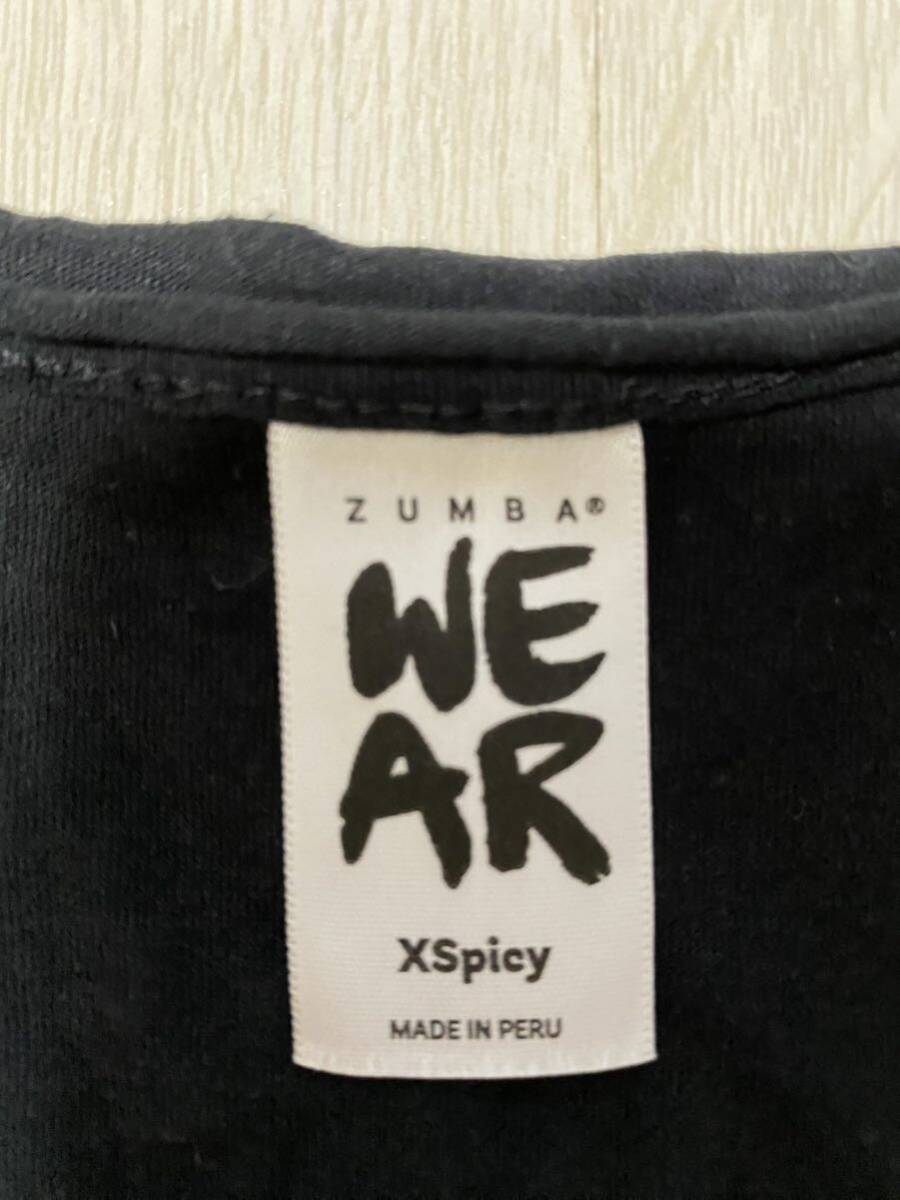 ZUMBA®
WE
AR
XSpicy
MADE IN PERU